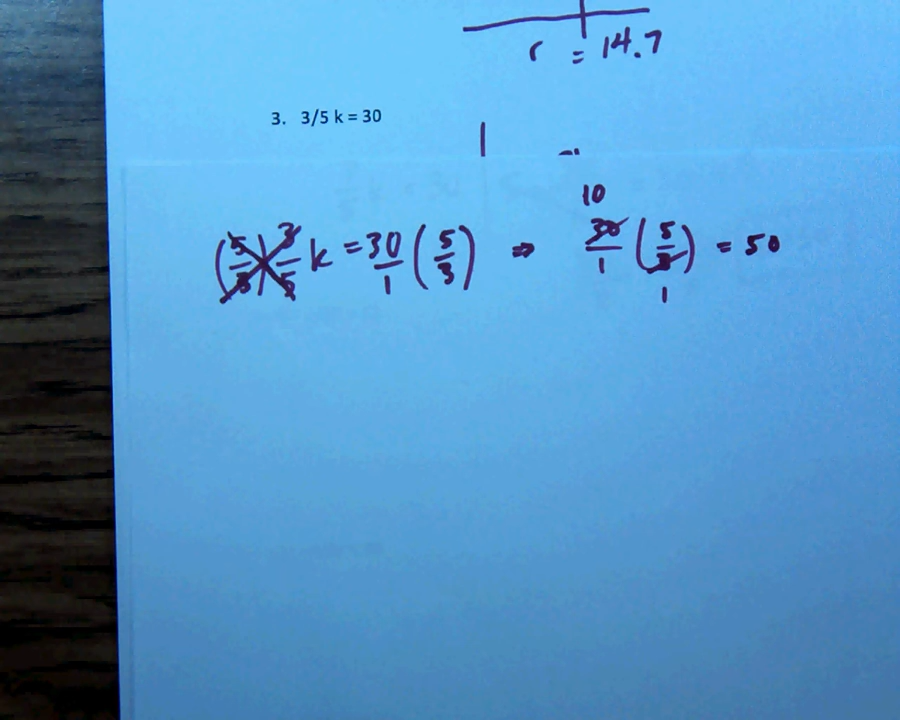 r = 14.7
3. 3/5 k = 30
10
(5/3) 3/5 k = 30/1 (5/3) ⇒ 30/1 (5/3) = 50
1